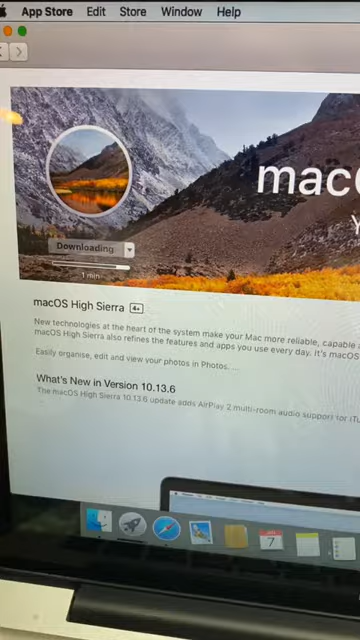 App Store Edit Store Window Help
mac
Y
Downloading
1 min
macOS High Sierra 4+
New technologies at the heart of the system make your Mac more reliable, capable
macOS High Sierra also refines the features and apps you use every day. It's macOS
Easily organise, edit and view your photos in Photos. ...
What's New in Version 10.13.6
The macOS High Sierra 10.13.6 update adds AirPlay 2 multi-room audio support for iTu
7